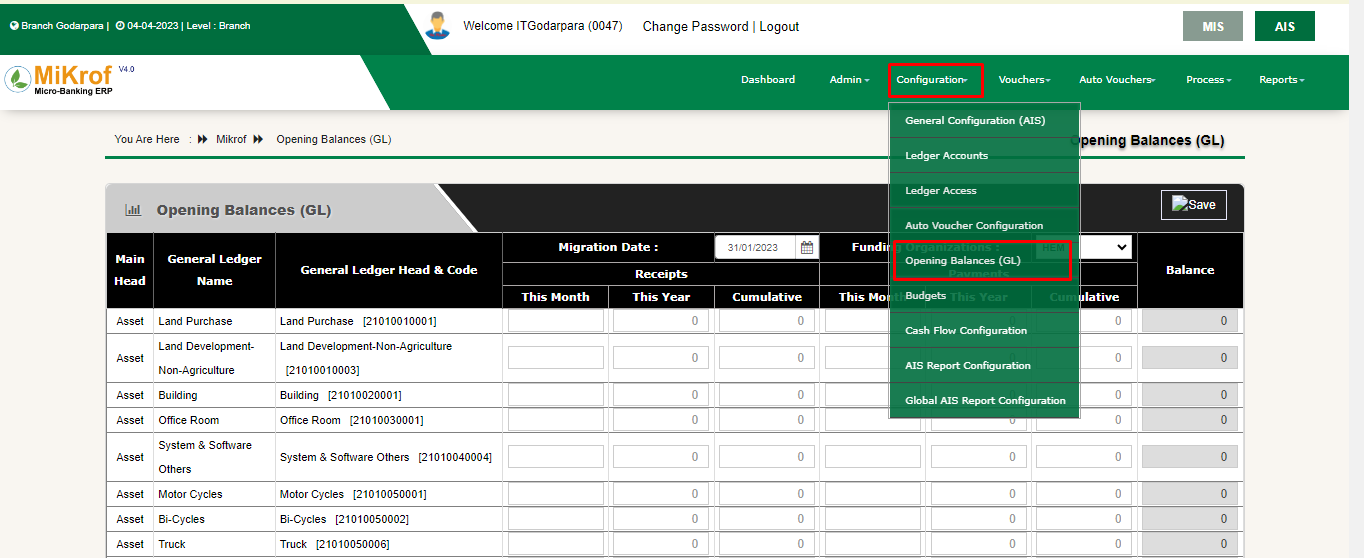 Branch Godarpara | 04-04-2023 | Level : Branch
Welcome ITGodarpara (0047)
Change Password | Logout
MIS
AIS
MiKrof V4.0
Micro-Banking ERP
Dashboard
Admin
Configuration
Vouchers
Auto Vouchers
Process
Reports
General Configuration (AIS)
Ledger Accounts
Ledger Access
Auto Voucher Configuration
Opening Balances (GL)
Budgets
Cash Flow Configuration
AIS Report Configuration
Global AIS Report Configuration
You Are Here : Mikrof Opening Balances (GL)
Opening Balances (GL)
Opening Balances (GL)
Save
Main Head
General Ledger Name
General Ledger Head & Code
Migration Date :
31/01/2023
Funding Organizations :
HEM
Balance
Receipts
Payments
This Month
This Year
Cumulative
This Month
This Year
Cumulative
Asset Land Purchase Land Purchase [21010010001] 0 0 0 0
Asset Land Development-Non-Agriculture Land Development-Non-Agriculture [21010010003] 0 0 0 0
Asset Building Building [21010020001] 0 0 0 0
Asset Office Room Office Room [21010030001] 0 0 0 0 0
Asset System & Software Others System & Software Others [21010040004] 0 0 0 0 0
Asset Motor Cycles Motor Cycles [21010050001] 0 0 0 0 0
Asset Bi-Cycles Bi-Cycles [21010050002] 0 0 0 0 0
Asset Truck Truck [21010050006] 0 0 0 0 0